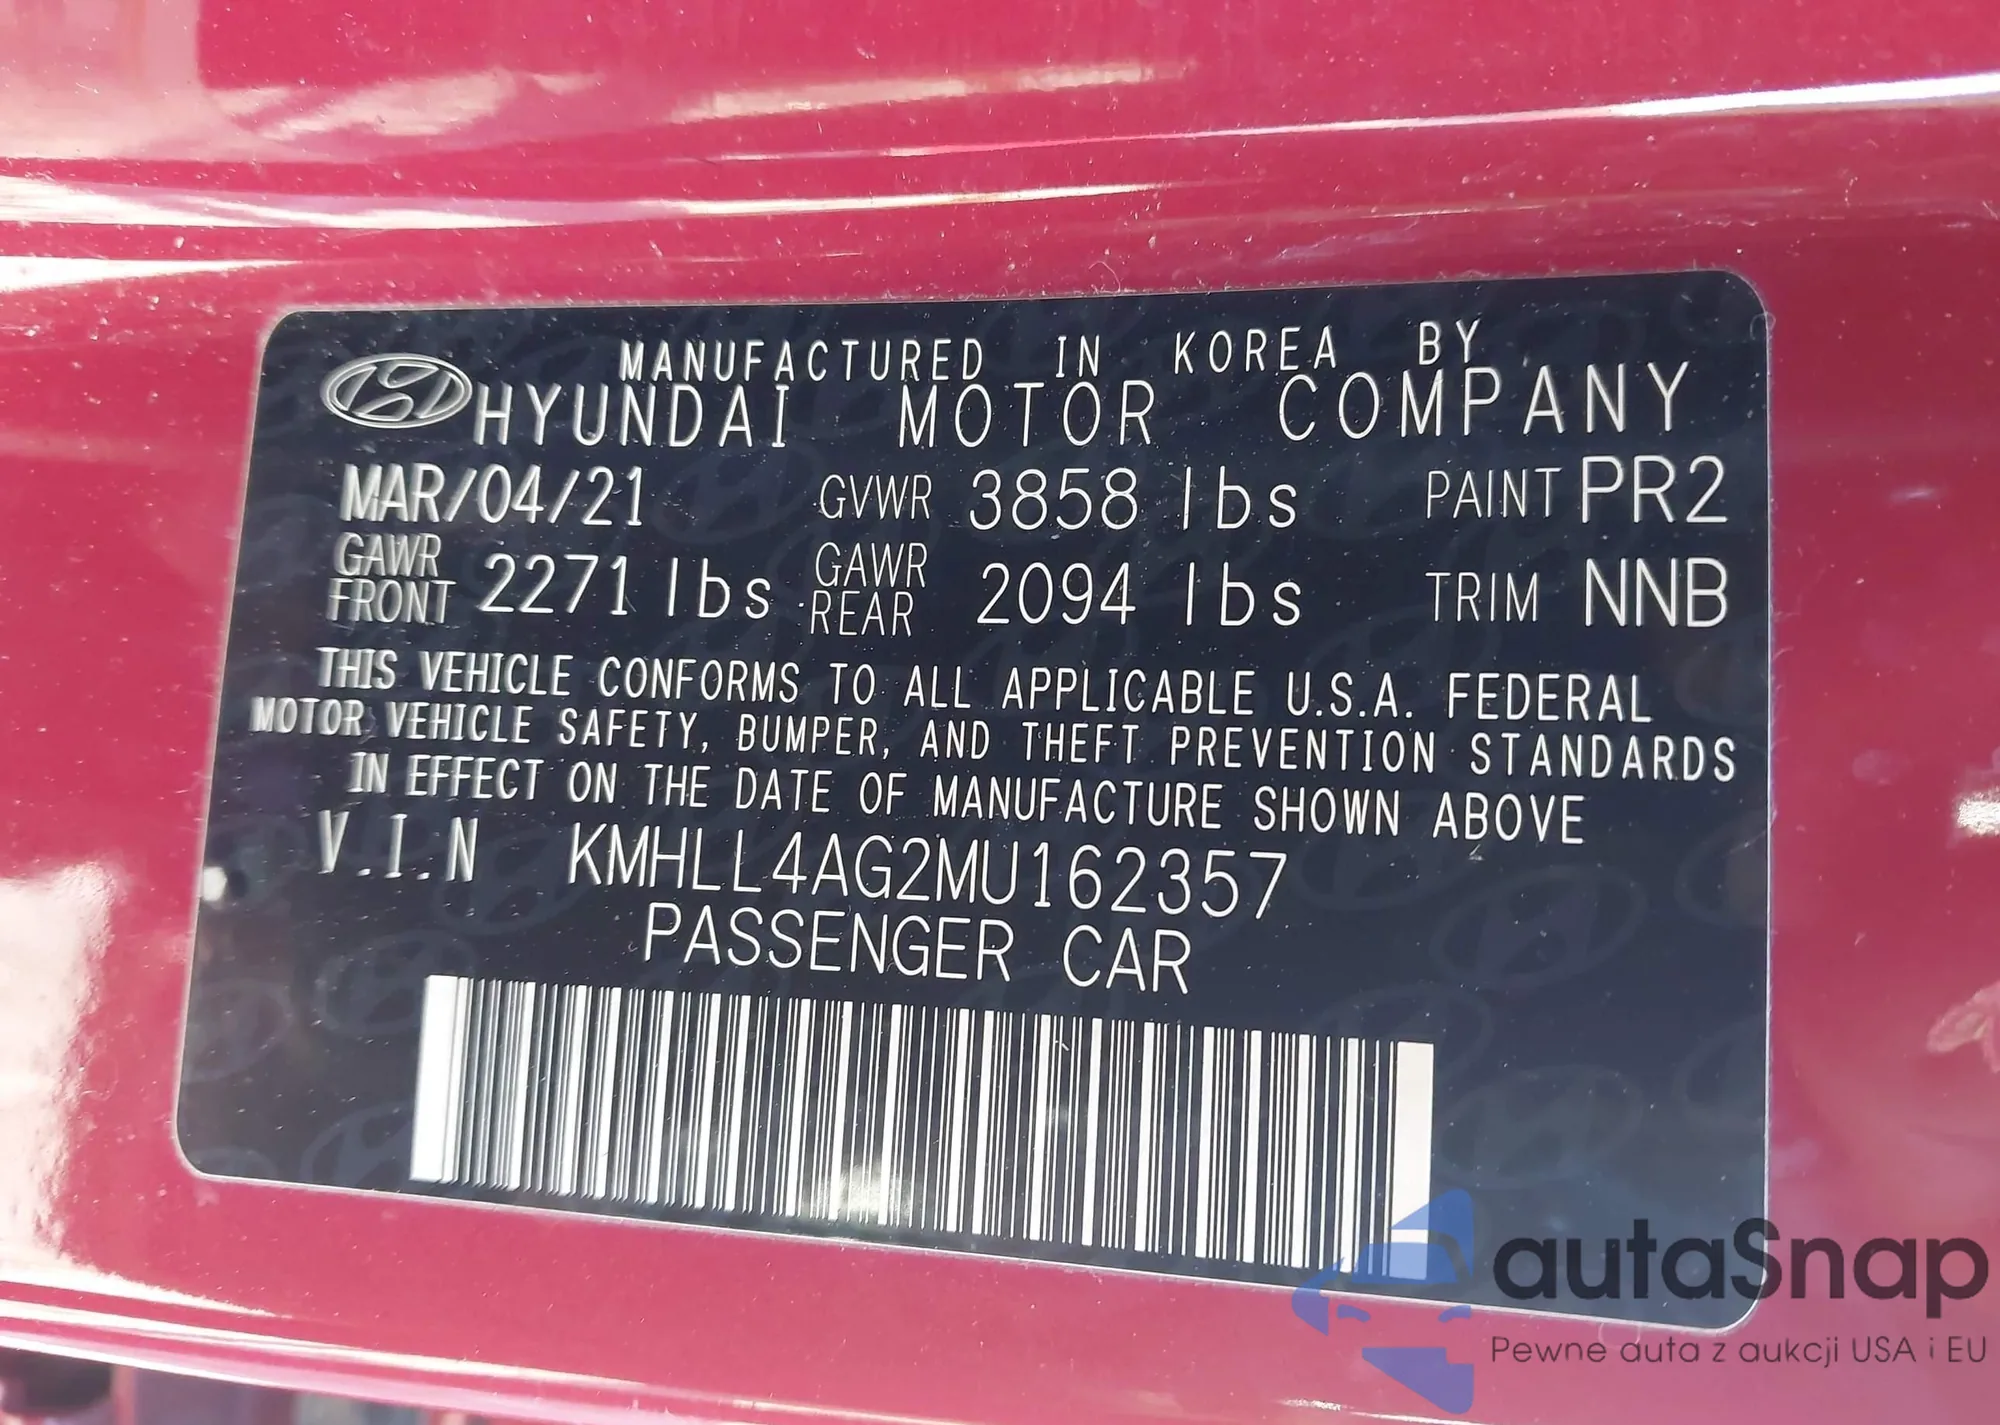 MANUFACTURED IN KOREA BY
HYUNDAI MOTOR COMPANY
MAR/04/21 GVWR 3858 lbs PAINT PR2
GAWR FRONT 2271 lbs GAWR REAR 2094 lbs TRIM NNB
THIS VEHICLE CONFORMS TO ALL APPLICABLE U.S.A. FEDERAL
MOTOR VEHICLE SAFETY, BUMPER, AND THEFT PREVENTION STANDARDS
IN EFFECT ON THE DATE OF MANUFACTURE SHOWN ABOVE
V.I.N KMHLL4AG2MU162357
PASSENGER CAR
autaSnap
Pewne auta z aukcji USA i EU